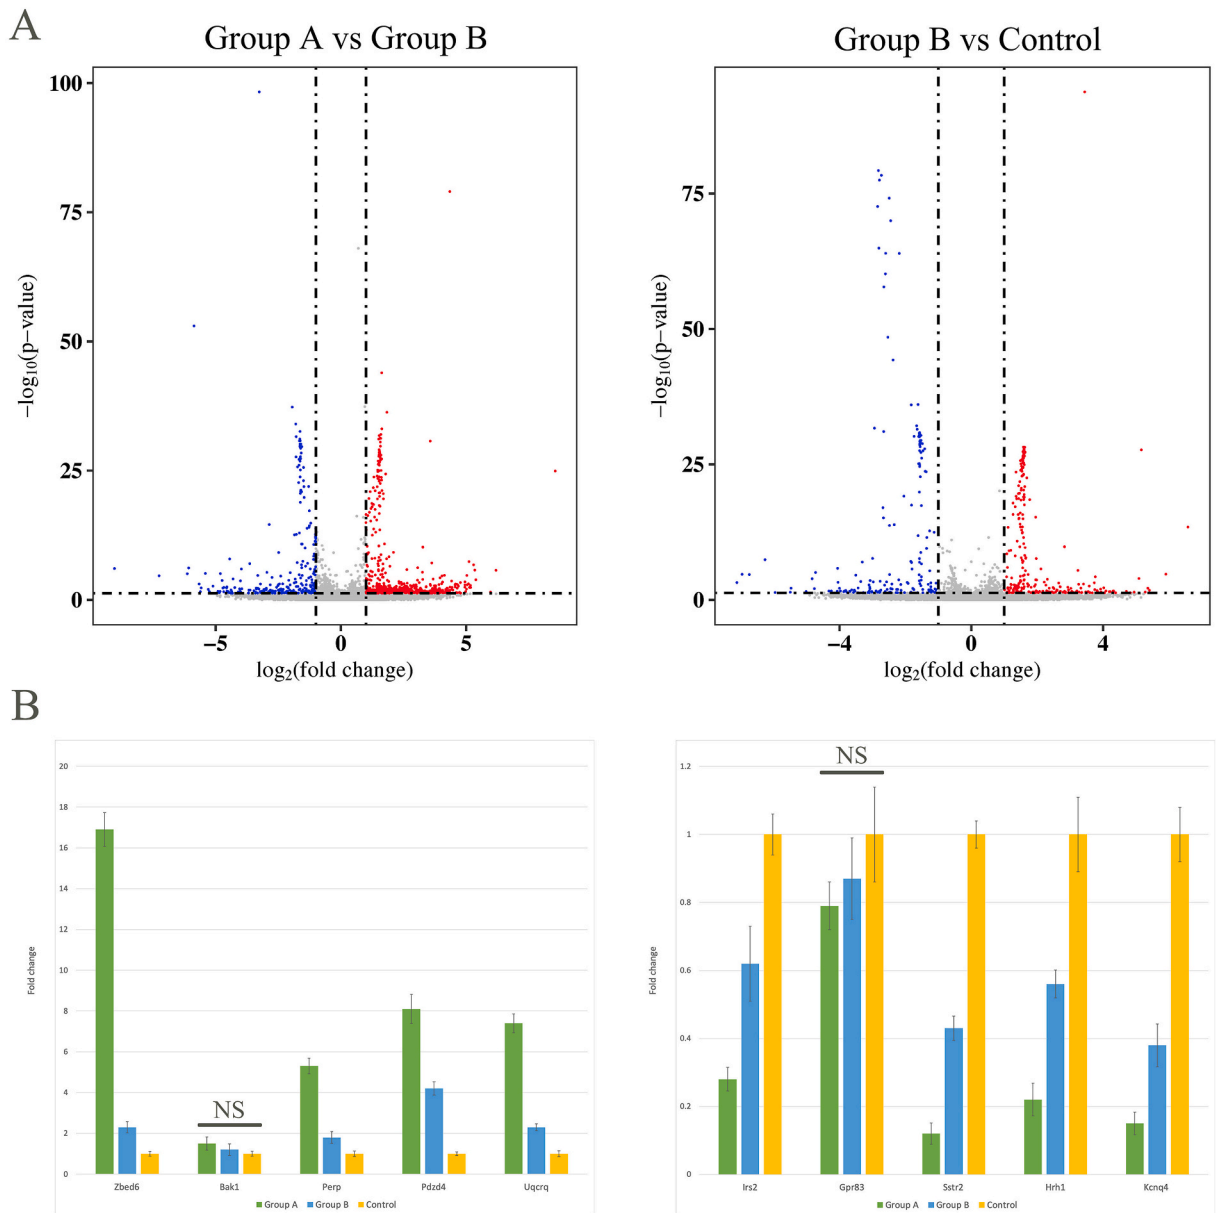 A
Group A vs Group B
Group B vs Control
100
75
50
25
0
−log10(p−value)
−5
0
5
log2(fold change)
75
50
25
0
−log10(p−value)
−4
0
4
log2(fold change)
B
20
18
16
14
12
10
8
6
4
2
0
Fold change
NS
Zbed6
Bak1
Perp
Pdzd4
Uqcrq
Group A
Group B
Control
1.2
1
0.8
0.6
0.4
0.2
0
Fold change
NS
Irs2
Gpr83
Sstr2
Hrh1
Kcnq4
Group A
Group B
Control